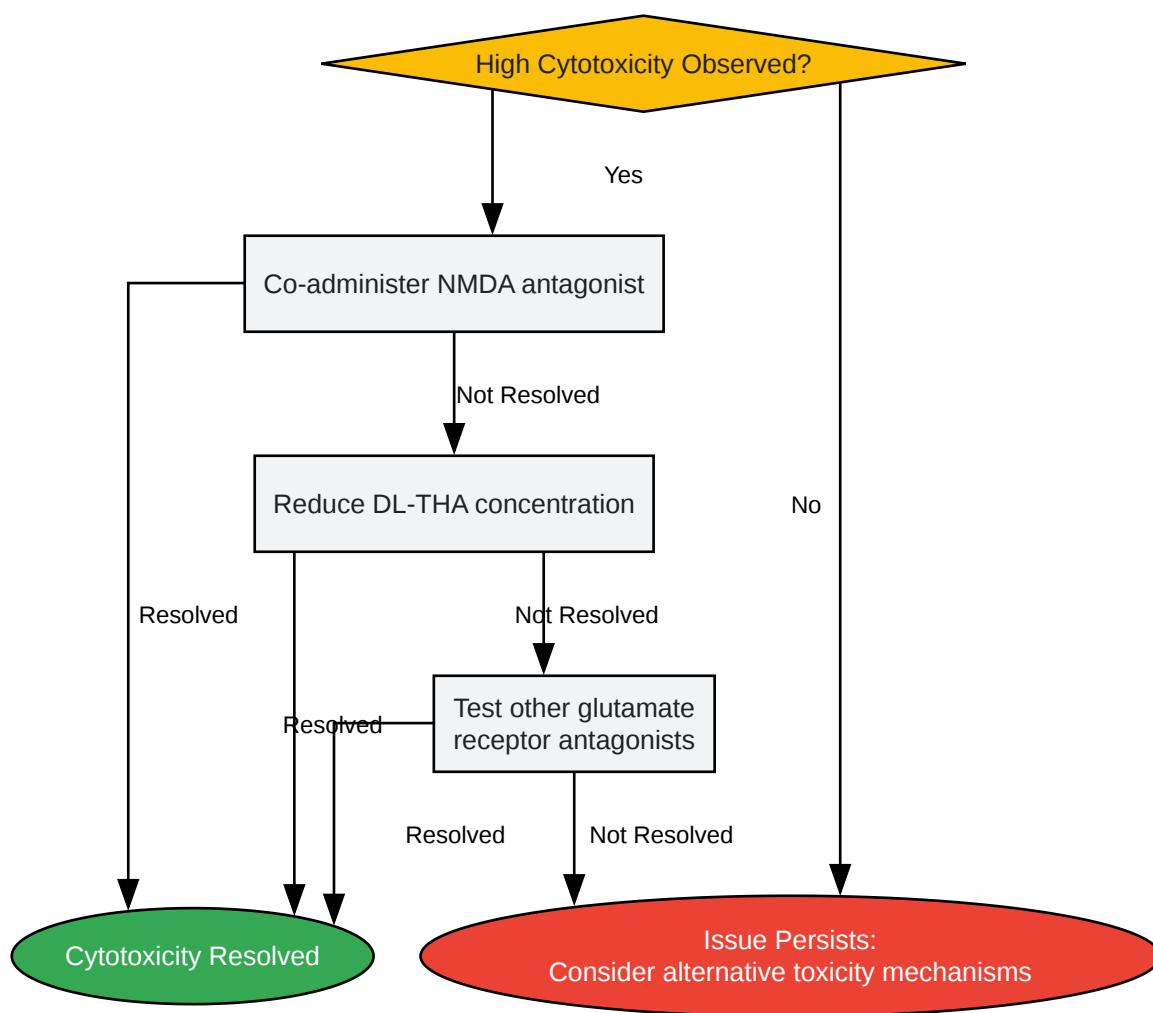 High Cytotoxicity Observed?
Yes
Co-administer NMDA antagonist
Not Resolved
Reduce DL-THA concentration
No
Resolved
Not Resolved
Test other glutamate
receptor antagonists
Resolved
Resolved
Not Resolved
Cytotoxicity Resolved
Issue Persists:
Consider alternative toxicity mechanisms